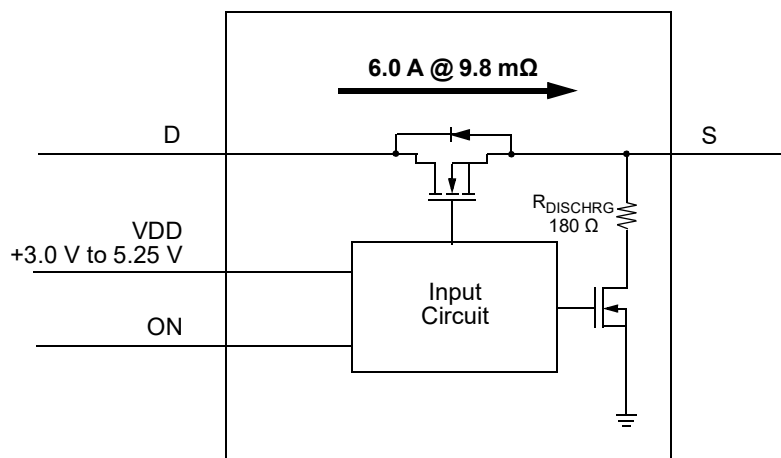 6.0 A @ 9.8 mΩ
D
S
VDD
+3.0 V to 5.25 V
RDISCHRG
180 Ω
Input
Circuit
ON